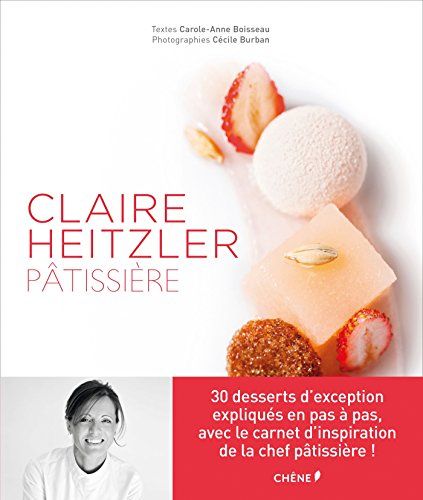 Textes Carole-Anne Boisseau
Photographies Cécile Burban
CLAIRE
HEITZLER
PÂTISSIÈRE
30 desserts d'exception
expliqués en pas à pas,
avec le carnet d'inspiration
de la chef pâtissière !
CHÊNE